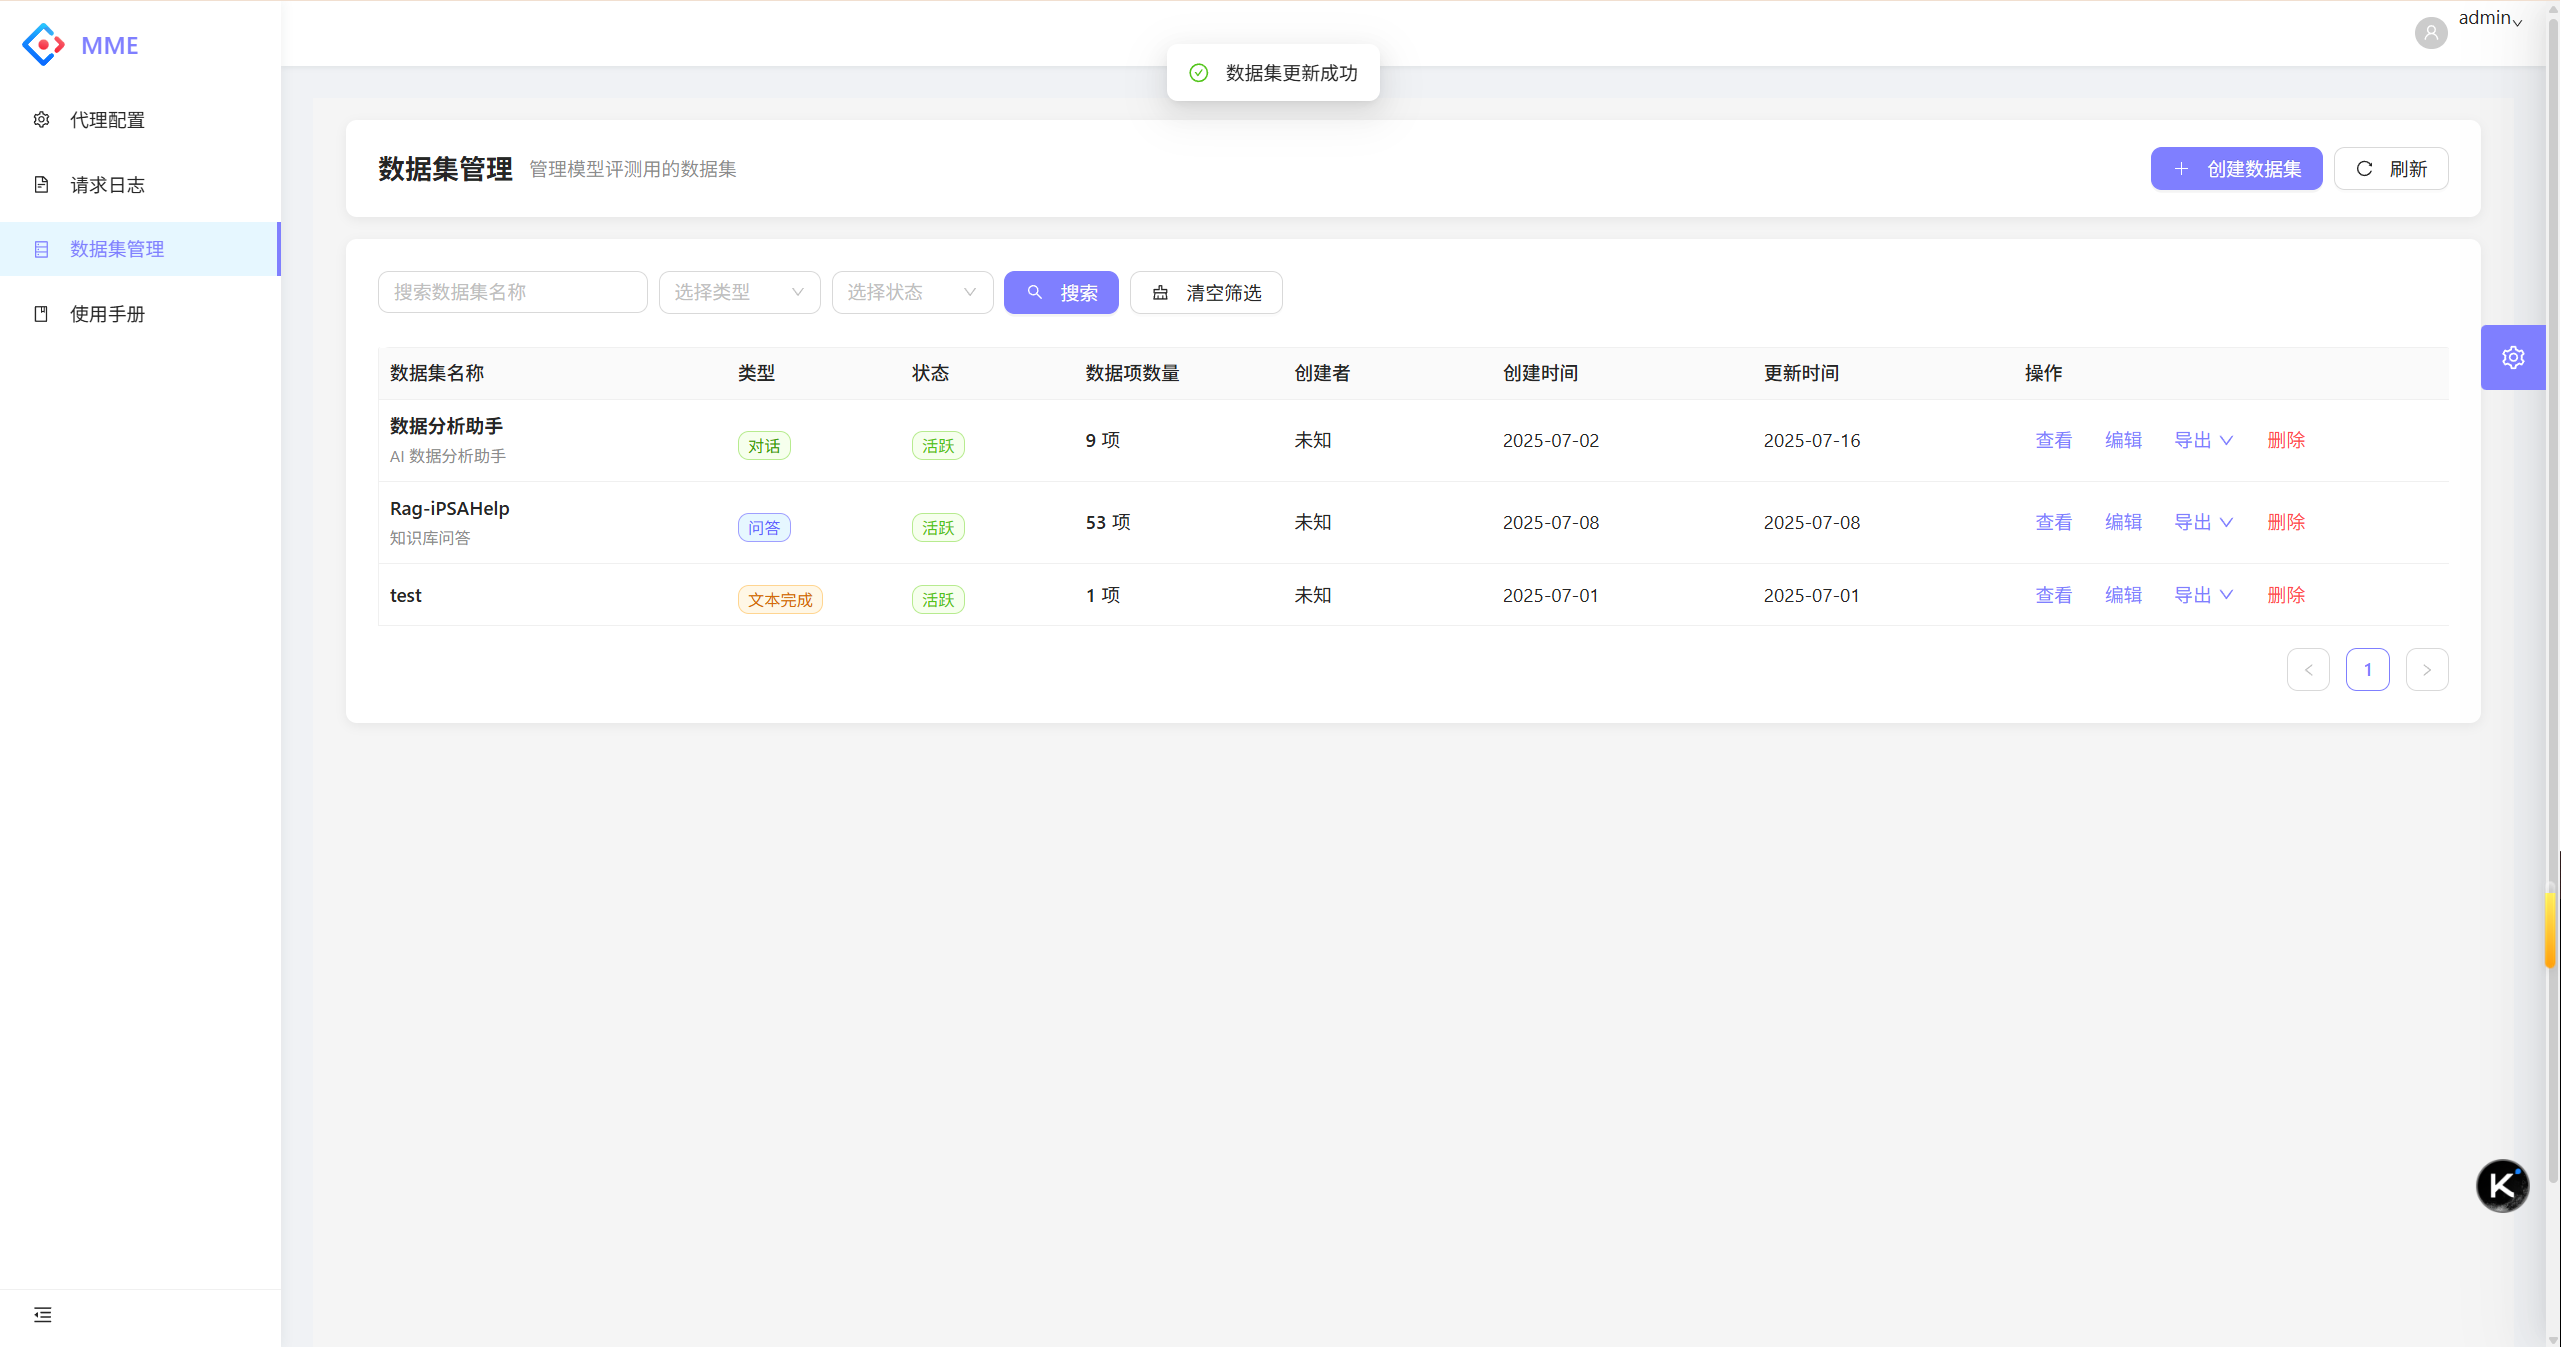 MME
admin
数据集更新成功
代理配置
请求日志
数据集管理
使用手册
数据集管理 管理模型评测用的数据集
创建数据集 刷新
搜索数据集名称 选择类型 选择状态 搜索 清空筛选
数据集名称 类型 状态 数据项数量 创建者 创建时间 更新时间 操作
数据分析助手
AI 数据分析助手
对话 活跃 9 项 未知 2025-07-02 2025-07-16 查看 编辑 导出 删除
Rag-iPSAHelp
知识库问答
问答 活跃 53 项 未知 2025-07-08 2025-07-08 查看 编辑 导出 删除
test 文本完成 活跃 1 项 未知 2025-07-01 2025-07-01 查看 编辑 导出 删除
< 1 >
K